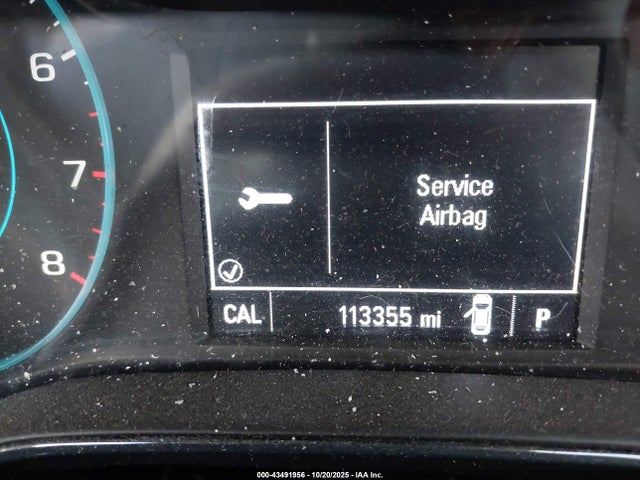 6
7
8
Service
Airbag
CAL 113355 mi P
000-43491956 - 10/20/2025 - IAA Inc.